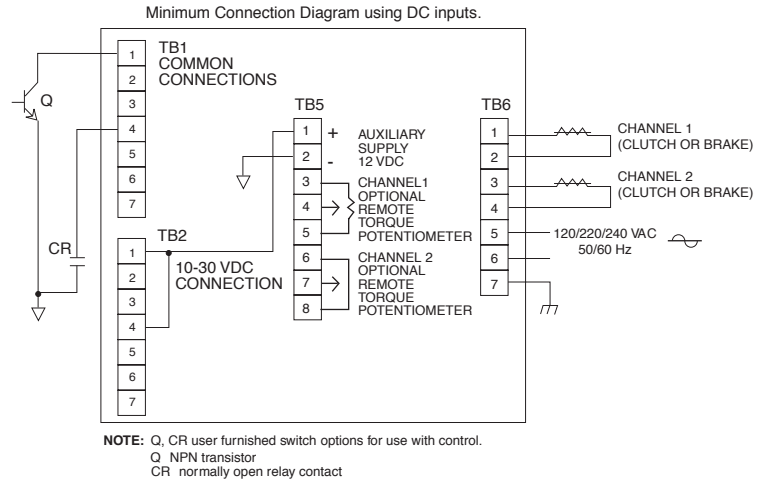 Minimum Connection Diagram using DC inputs.
TB1
COMMON
CONNECTIONS
1
2
3
4
5
6
7
Q
CR
TB2
10-30 VDC
CONNECTION
1
2
3
4
5
6
7
TB5
1
2
3
4
5
6
7
8
+
-
AUXILIARY
SUPPLY
12 VDC
CHANNEL1
OPTIONAL
REMOTE
TORQUE
POTENTIOMETER
CHANNEL 2
OPTIONAL
REMOTE
TORQUE
POTENTIOMETER
TB6
1
2
3
4
5
6
7
CHANNEL 1
(CLUTCH OR BRAKE)
CHANNEL 2
(CLUTCH OR BRAKE)
120/220/240 VAC
50/60 Hz
NOTE: Q, CR user furnished switch options for use with control.
Q NPN transistor
CR normally open relay contact